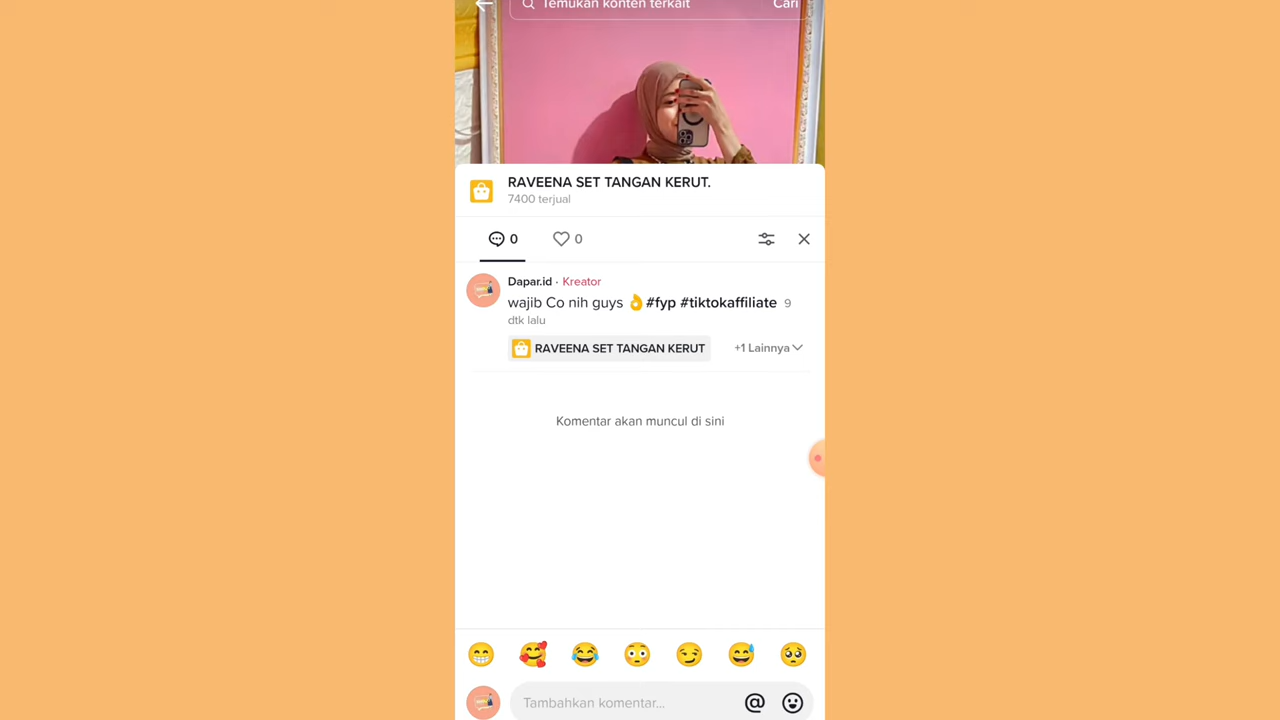 Temukan konten terkait
Cari
RAVEENA SET TANGAN KERUT.
7400 terjual
0
0
Dapar.id · Kreator
wajib Co nih guys 👌#fyp #tiktokaffiliate 9
dtk lalu
RAVEENA SET TANGAN KERUT
+1 Lainnya
Komentar akan muncul di sini
Tambahkan komentar...